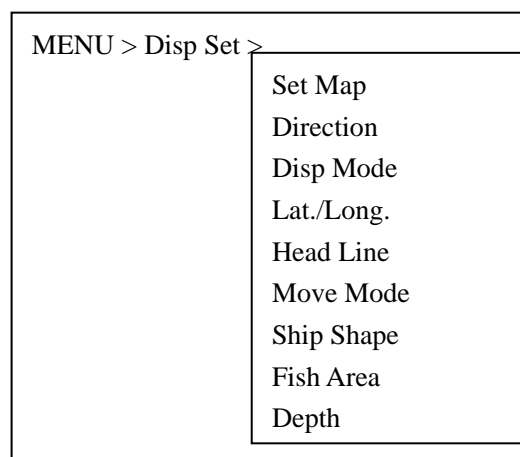 MENU > Disp Set >
Set Map
Direction
Disp Mode
Lat./Long.
Head Line
Move Mode
Ship Shape
Fish Area
Depth